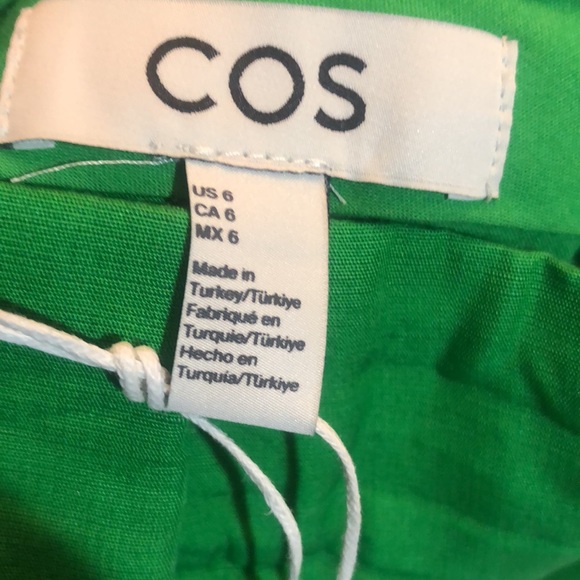 COS
US 6
CA 6
MX 6
Made in
Turkey/Türkiye
Fabriqué en
Turquie/Türkiye
Hecho en
Turquía/Türkiye